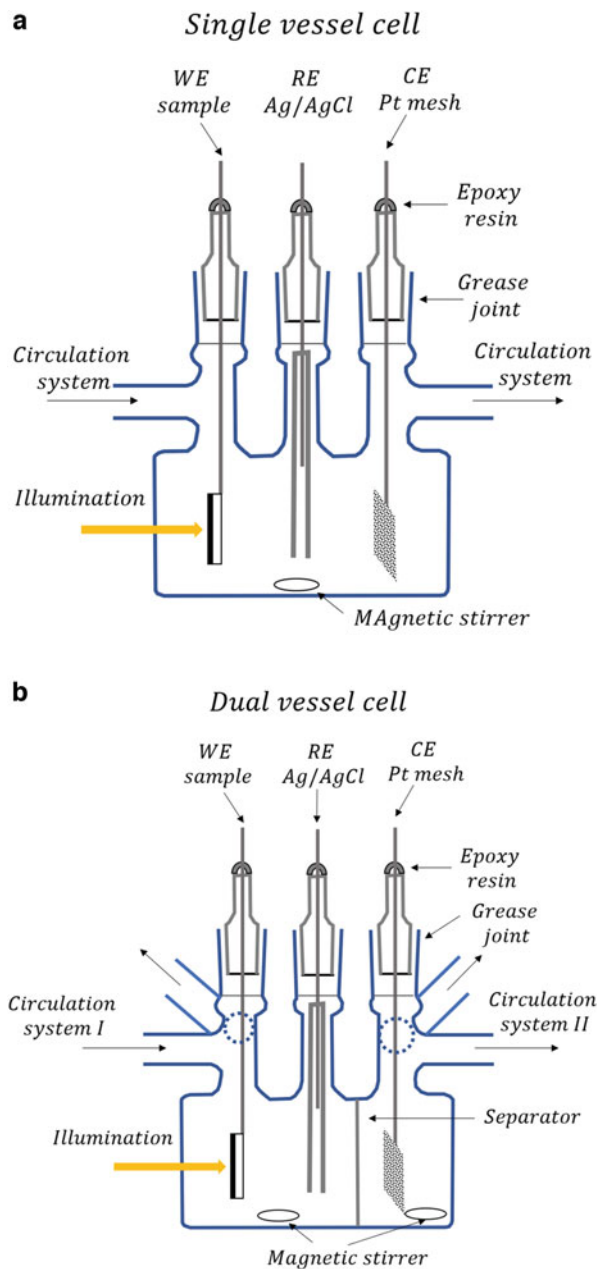 a
Single vessel cell
WE
sample
RE
Ag/AgCl
CE
Pt mesh
Epoxy
resin
Grease
joint
Circulation
system
Circulation
system
Illumination
MAgnetic stirrer
b
Dual vessel cell
WE
sample
RE
Ag/AgCl
CE
Pt mesh
Epoxy
resin
Grease
joint
Circulation
system I
Circulation
system II
Separator
Illumination
Magnetic stirrer